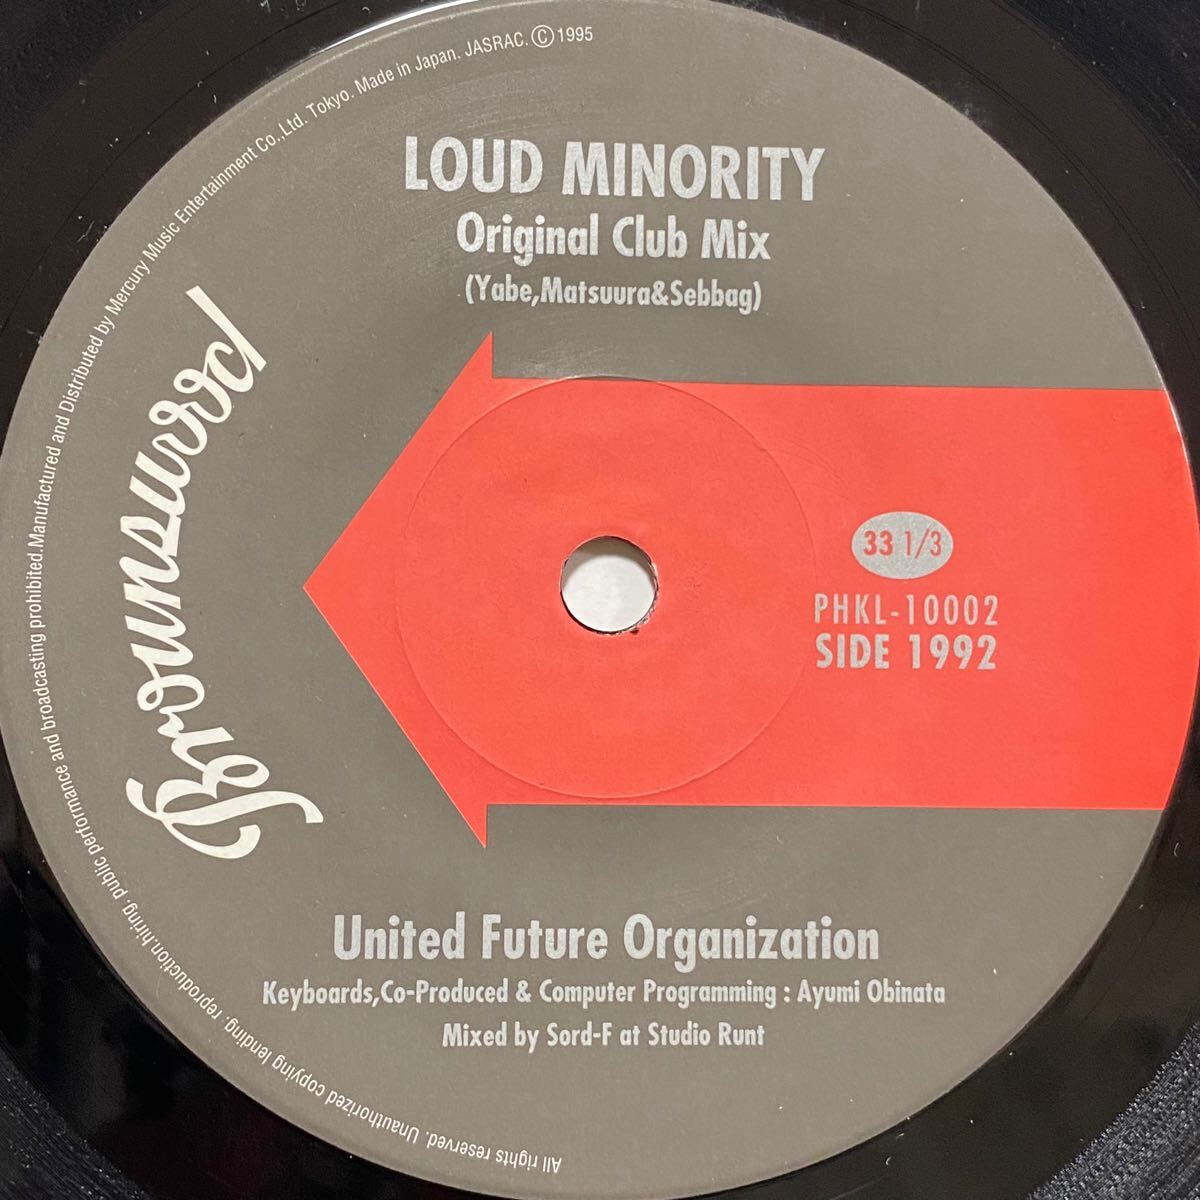 LOUD MINORITY
Original Club Mix
(Yabe,Matsuura&Sebbag)
Brownswood
33 1/3
PHKL-10002
SIDE 1992
United Future Organization
Keyboards,Co-Produced & Computer Programming : Ayumi Obinata
Mixed by Sord-F at Studio Runt
All rights reserved. Unauthorized copying lending. reproduction.hiring. public performance and broadcasting prohibited.Manufactured and Distributed by Mercury Music Entertainment Co.,Ltd. Tokyo. Made in Japan. JASRAC. Ⓒ 1995